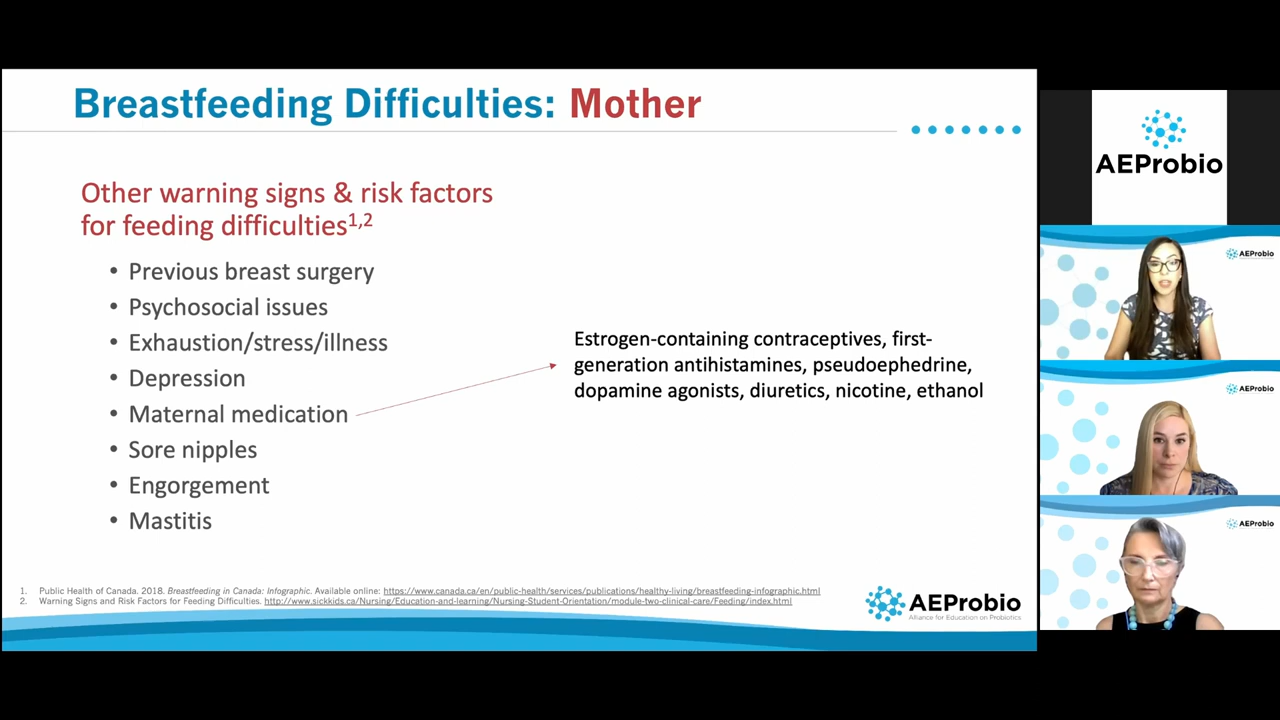 Breastfeeding Difficulties: Mother
Other warning signs & risk factors
for feeding difficulties1,2
• Previous breast surgery
• Psychosocial issues
• Exhaustion/stress/illness
• Depression
• Maternal medication
• Sore nipples
• Engorgement
• Mastitis
Estrogen-containing contraceptives, first-
generation antihistamines, pseudoephedrine,
dopamine agonists, diuretics, nicotine, ethanol
1. Public Health of Canada. 2018. Breastfeeding in Canada: Infographic. Available online: https://www.canada.ca/en/public-health/services/publications/healthy-living/breastfeeding-infographic.html
2. Warning Signs and Risk Factors for Feeding Difficulties. http://www.sickkids.ca/Nursing/Education-and-learning/Nursing-Student-Orientation/module-two-clinical-care/Feeding/index.html
AEProbio
Alliance for Education on Probiotics
AEProbio
AEProbio
AEProbio
AEProbio